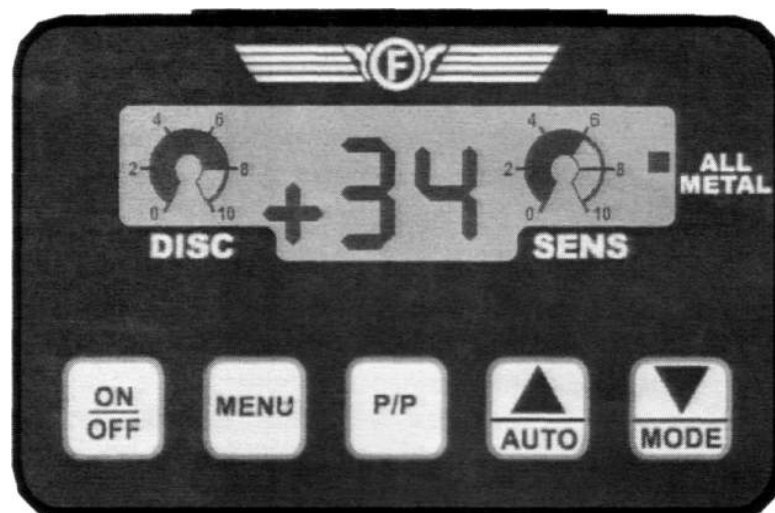 F
4 6
2 8
0 10
DISC
+34
4 6
2 8
0 10
SENS
ALL
METAL
ON
OFF
MENU
P/P
AUTO
MODE